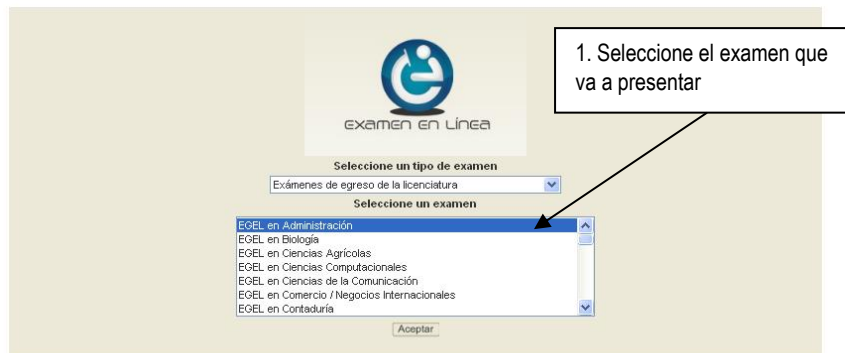 1. Seleccione el examen que
va a presentar
examen en Línea
Seleccione un tipo de examen
Exámenes de egreso de la licenciatura
Seleccione un examen
EGEL en Administración
EGEL en Biología
EGEL en Ciencias Agrícolas
EGEL en Ciencias Computacionales
EGEL en Ciencias de la Comunicación
EGEL en Comercio / Negocios Internacionales
EGEL en Contaduría
Aceptar